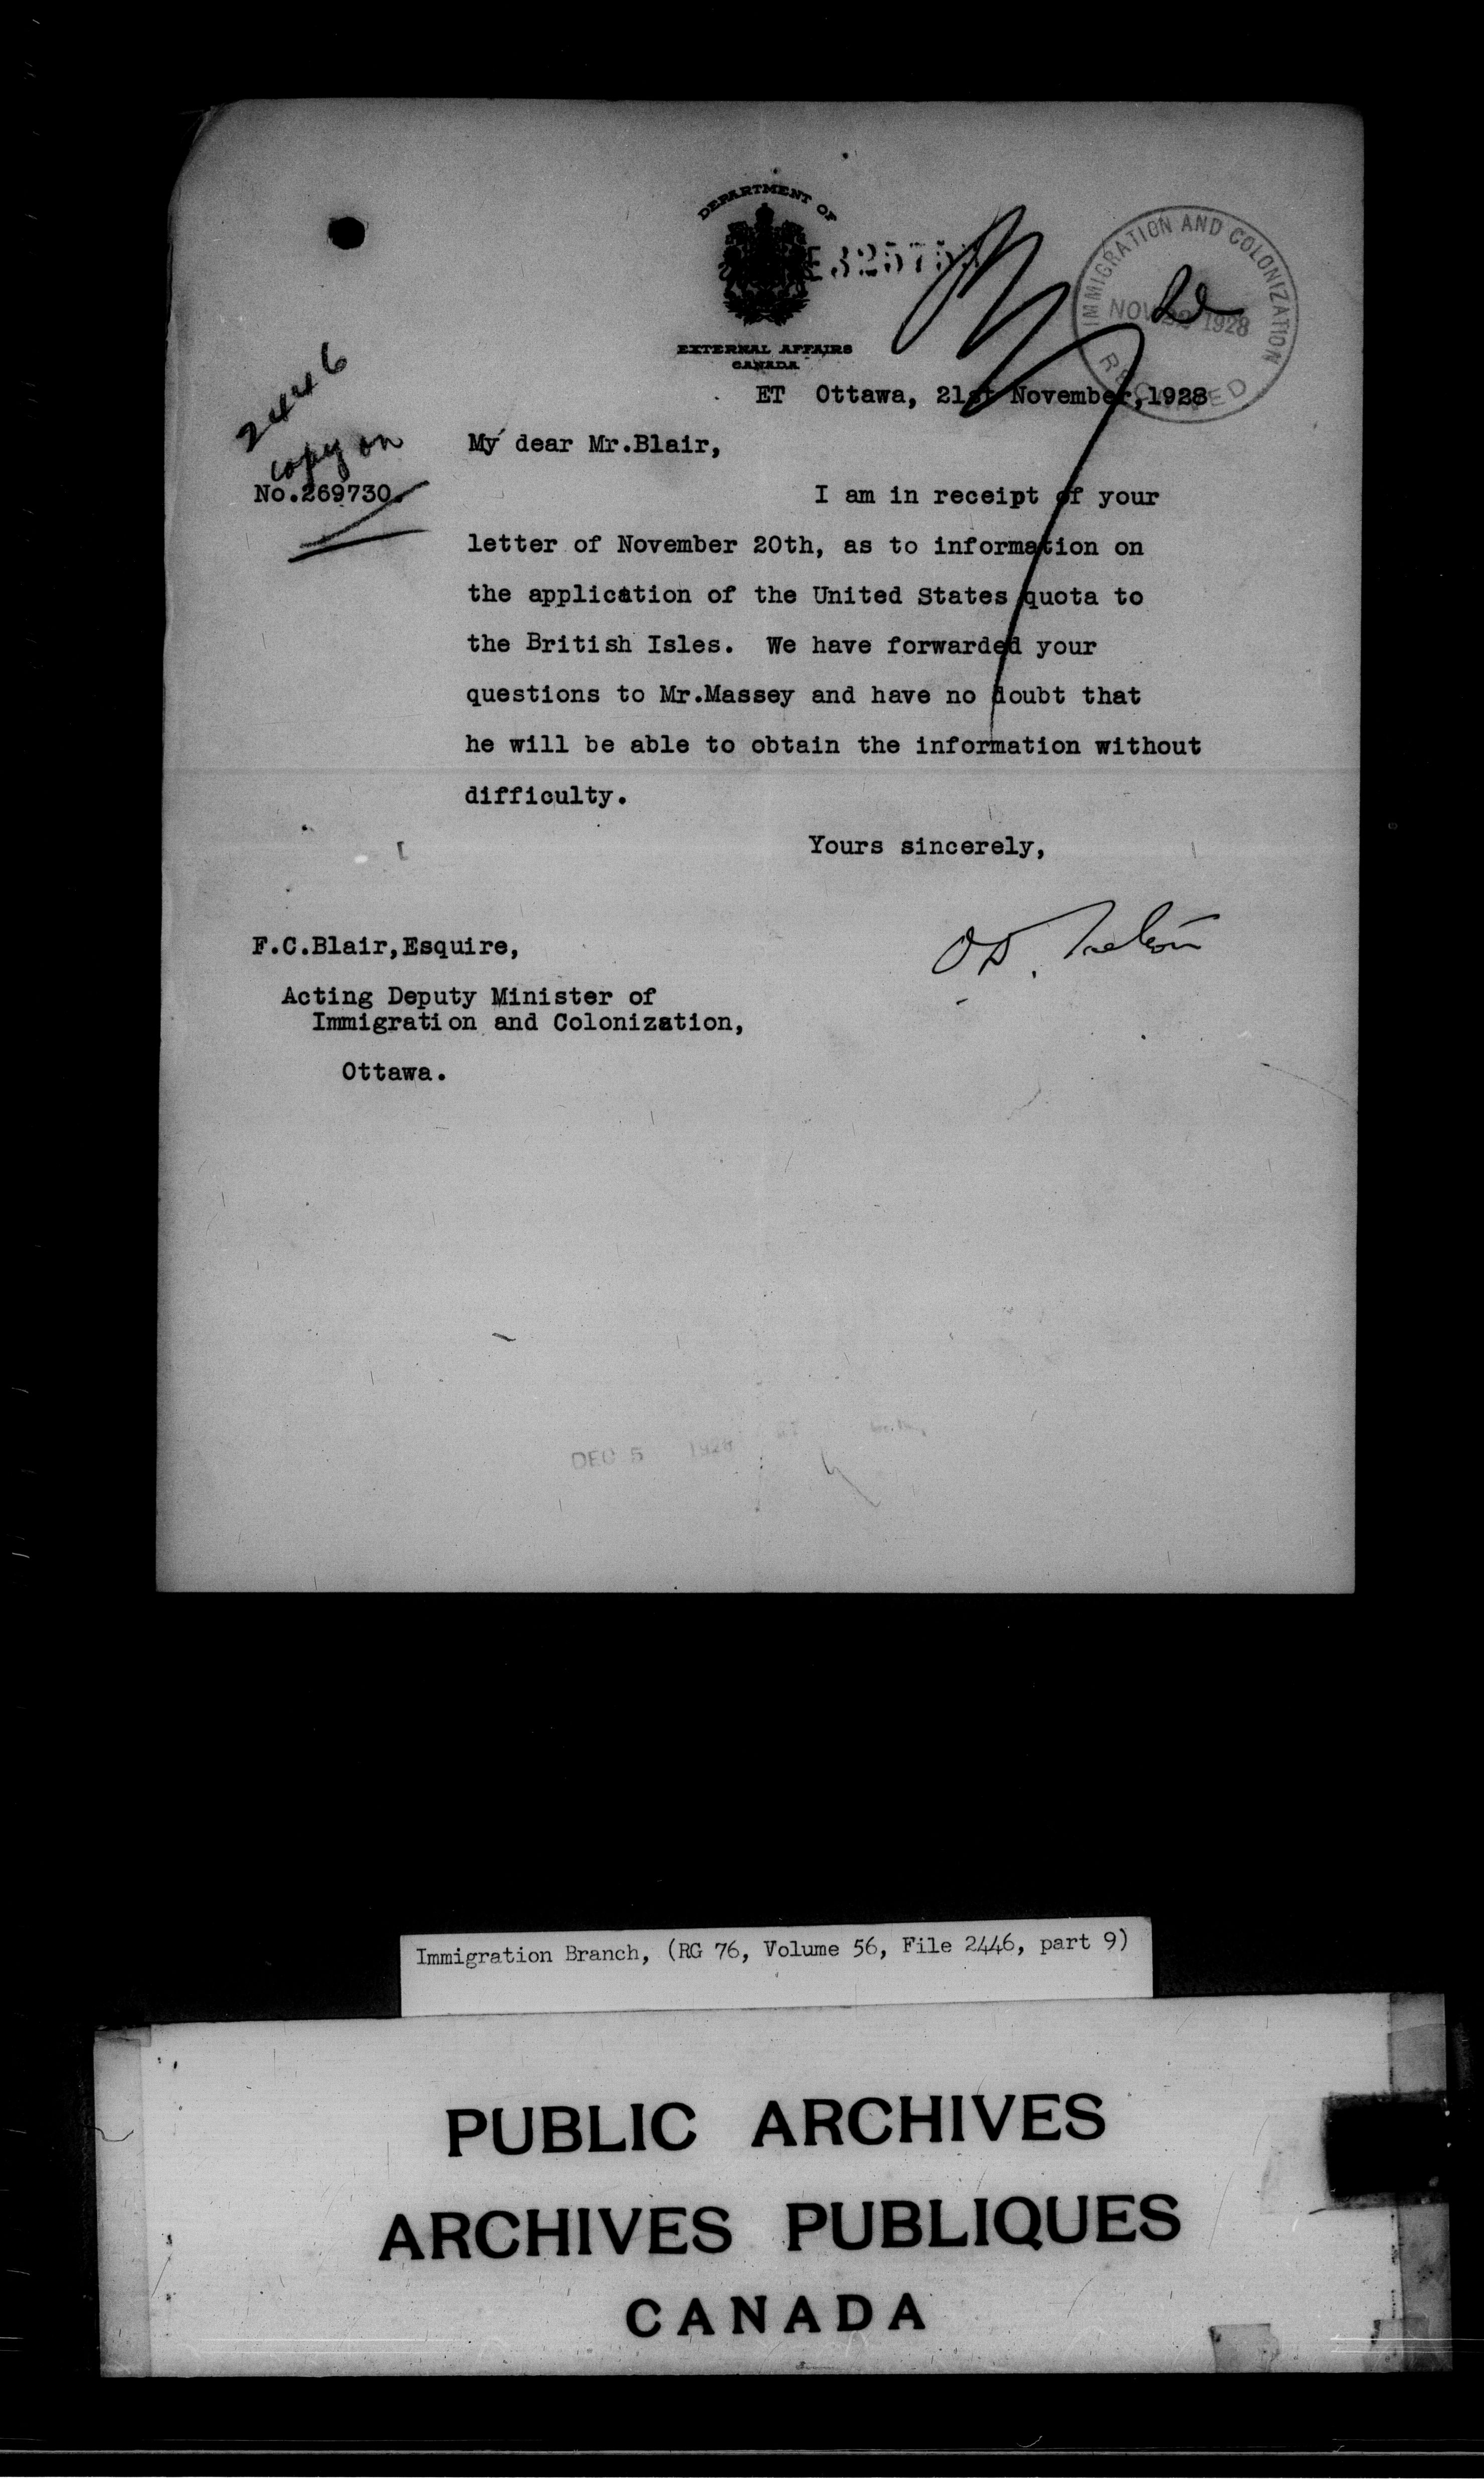 DEPARTMENT OF
EXTERNAL AFFAIRS
CANADA
IMMIGRATION AND COLONIZATION
NOV 22 1928
RECEIVED
ET Ottawa, 21st November, 1928
2446
copy on
My dear Mr.Blair,
No.269730.
I am in receipt of your
letter of November 20th, as to information on
the application of the United States quota to
the British Isles. We have forwarded your
questions to Mr.Massey and have no doubt that
he will be able to obtain the information without
difficulty.
Yours sincerely,
F.C.Blair,Esquire,
Acting Deputy Minister of
Immigration and Colonization,
Ottawa.
DEC 5 1928
Immigration Branch, (RG 76, Volume 56, File 2446, part 9)
PUBLIC ARCHIVES
ARCHIVES PUBLIQUES
CANADA